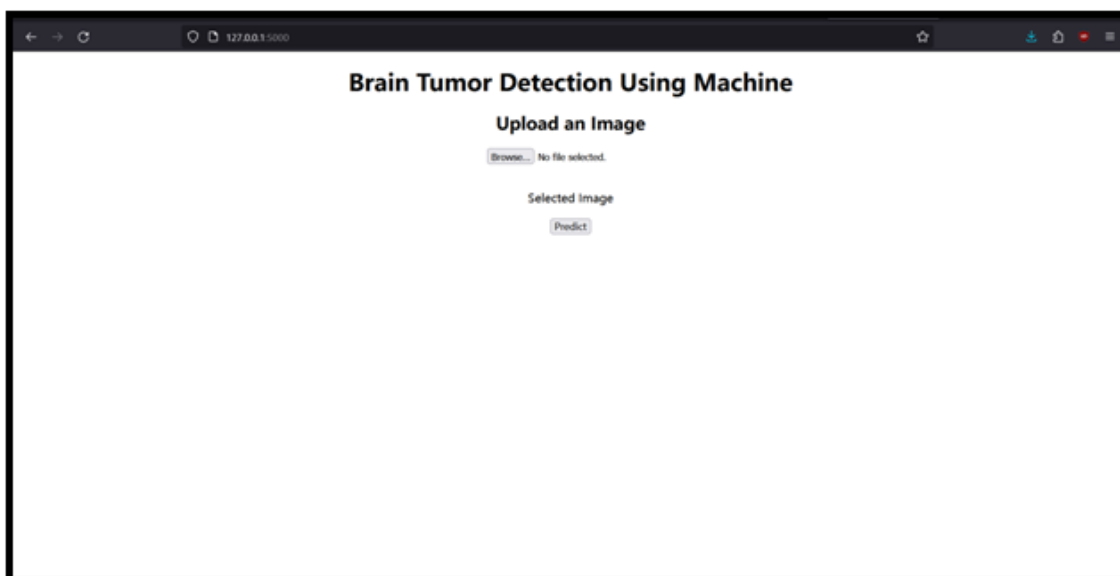 127.0.0.1:5000
Brain Tumor Detection Using Machine
Upload an Image
Browse... No file selected.
Selected Image
Predict